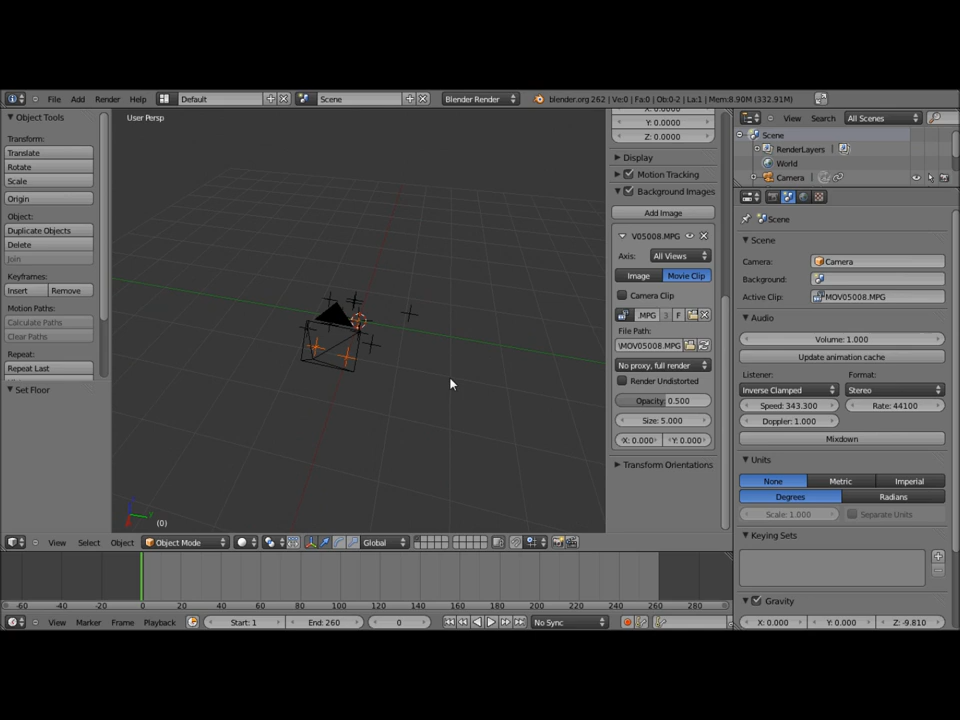 File Add Render Help Default Scene Blender Render blender.org 262 | Ve:0 | Fa:0 | Ob:0-2 | La:1 | Mem:8.90M (332.91M)
Object Tools
Transform:
Translate
Rotate
Scale
Origin
Object:
Duplicate Objects
Delete
Join
Keyframes:
Insert Remove
Motion Paths:
Calculate Paths
Clear Paths
Repeat:
Repeat Last
Set Floor
User Persp
(0)
Y: 0.0000
Z: 0.0000
Display
Motion Tracking
Background Images
Add Image
V05008.MPG
Axis: All Views
Image Movie Clip
Camera Clip
.MPG 3 F
File Path:
\MOV05008.MPG
No proxy, full render
Render Undistorted
Opacity: 0.500
Size: 5.000
X: 0.000 Y: 0.000
Transform Orientations
View Search All Scenes
Scene
RenderLayers
World
Camera
Scene
Scene
Camera: Camera
Background:
Active Clip: MOV05008.MPG
Audio
Volume: 1.000
Update animation cache
Listener: Format:
Inverse Clamped Stereo
Speed: 343.300 Rate: 44100
Doppler: 1.000
Mixdown
Units
None Metric Imperial
Degrees Radians
Scale: 1.000 Separate Units
Keying Sets
Gravity
X: 0.000 Y: 0.000 Z: -9.810
View Select Object Object Mode Global
-60 -40 -20 0 20 40 60 80 100 120 140 160 180 200 220 240 260 280
View Marker Frame Playback Start: 1 End: 260 0 No Sync